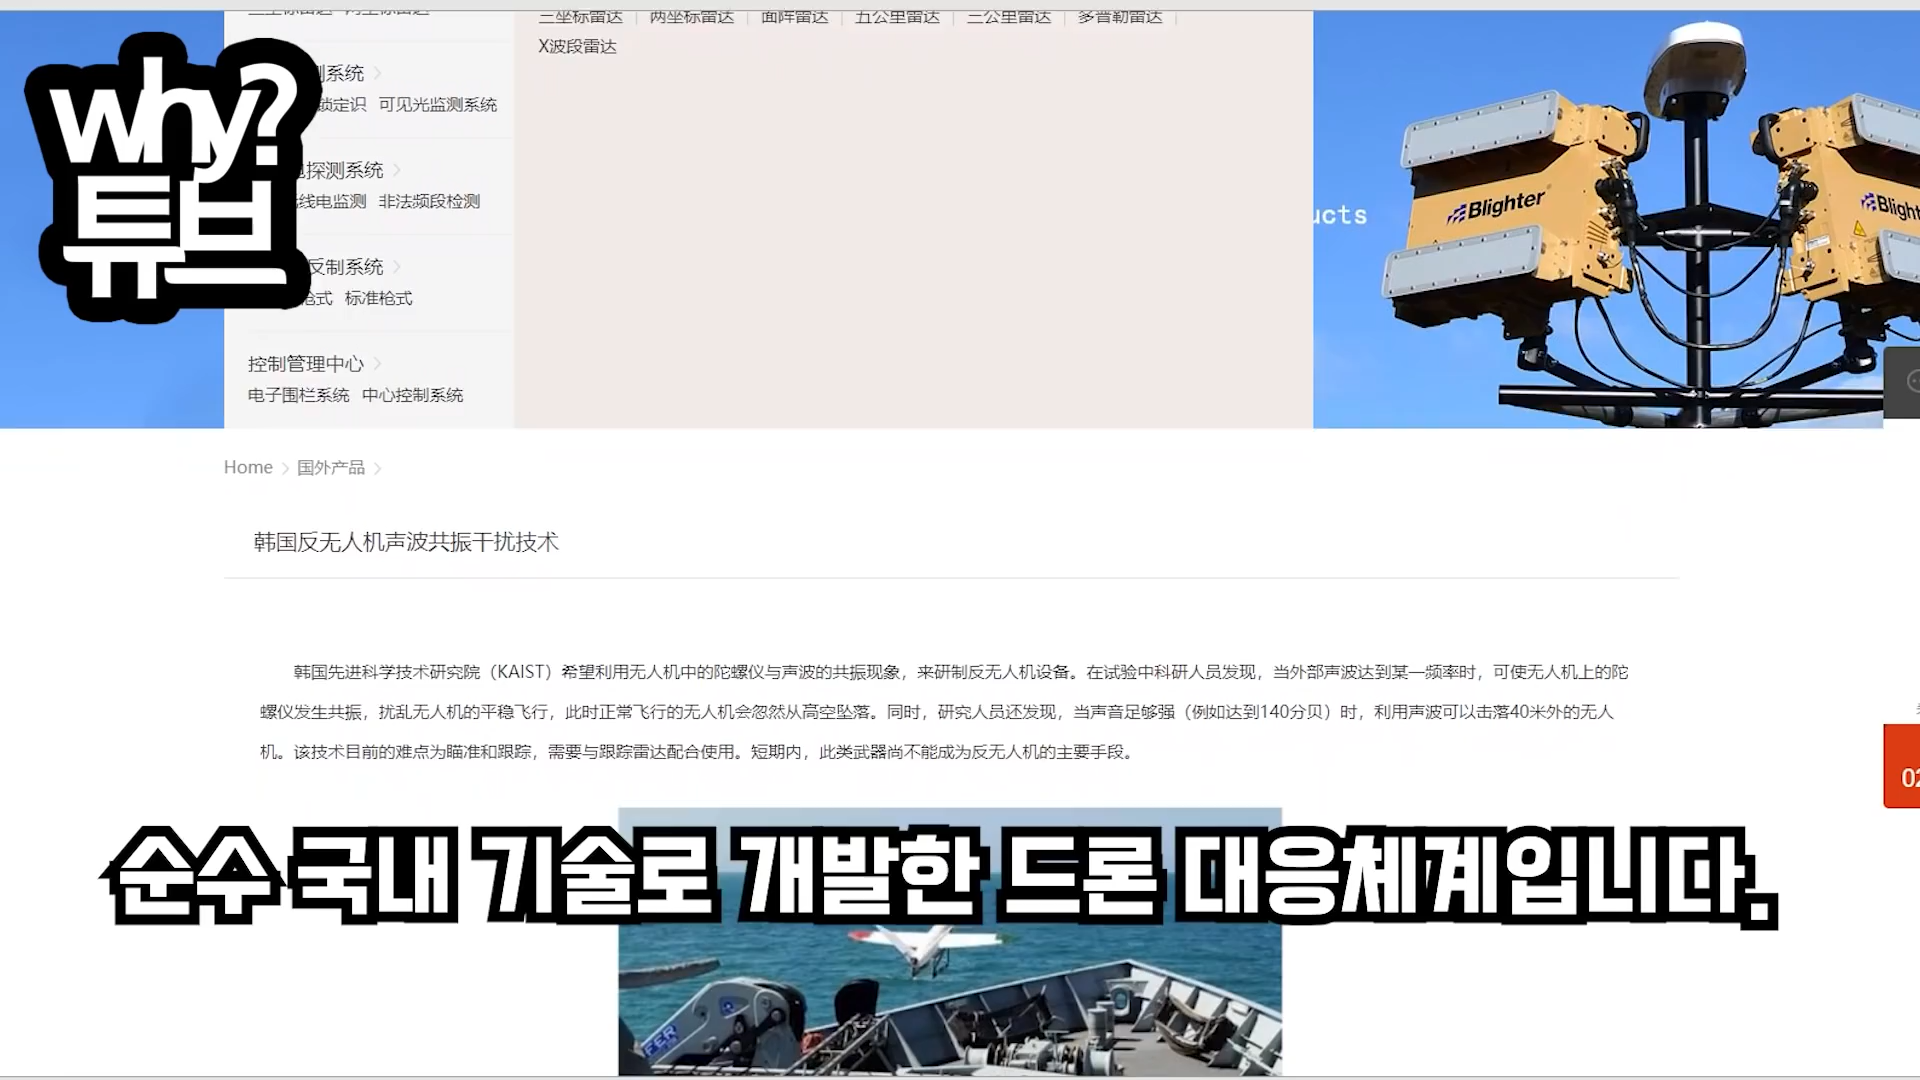 三坐标雷达 两坐标雷达 面阵雷达 五公里雷达 三公里雷达 多普勒雷达
X波段雷达
why?
튜브
测系统
锁定识 可见光监测系统
探测系统
线电监测 非法频段检测
反制系统
枪式 标准枪式
控制管理中心
电子围栏系统 中心控制系统
ucts
Blighter
Blight
Home > 国外产品 >
韩国反无人机声波共振干扰技术
韩国先进科学技术研究院（KAIST）希望利用无人机中的陀螺仪与声波的共振现象，来研制反无人机设备。在试验中科研人员发现，当外部声波达到某一频率时，可使无人机上的陀
螺仪发生共振，扰乱无人机的平稳飞行，此时正常飞行的无人机会忽然从高空坠落。同时，研究人员还发现，当声音足够强（例如达到140分贝）时，利用声波可以击落40米外的无人
机。该技术目前的难点为瞄准和跟踪，需要与跟踪雷达配合使用。短期内，此类武器尚不能成为反无人机的主要手段。
02
순수 국내 기술로 개발한 드론 대응체계입니다.